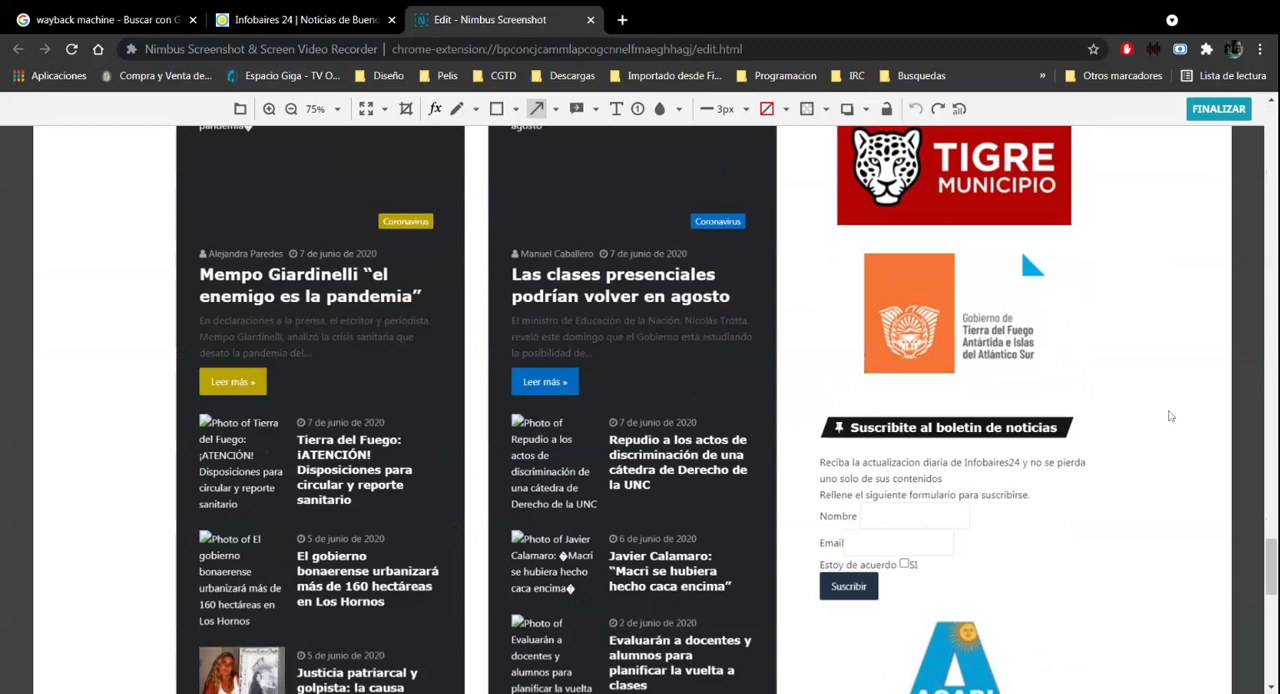 wayback machine - Buscar con G
Infobaires 24 | Noticias de Bueno
Edit - Nimbus Screenshot
Nimbus Screenshot & Screen Video Recorder
chrome-extension://bpconcjcammlapcogcnnelfmaeghhagj/edit.html
Aplicaciones
Compra y Venta de...
Espacio Giga - TV O...
Diseño
Pelis
CGTD
Descargas
Importado desde Fi...
Programacion
IRC
Busquedas
»
Otros marcadores
Lista de lectura
75%
fx
T
1
3px
all
FINALIZAR
pandemia�
agosto
Coronavirus
Alejandra Paredes 7 de junio de 2020
Mempo Giardinelli “el
enemigo es la pandemia”
En declaraciones a la prensa, el escritor y periodista,
Mempo Giardinelli, analizó la crisis sanitaria que
desató la pandemia del...
Leer más »
Photo of Tierra
del Fuego:
¡ATENCIÓN!
Disposiciones
para circular y
reporte
sanitario
7 de junio de 2020
Tierra del Fuego:
¡ATENCIÓN!
Disposiciones para
circular y reporte
sanitario
Photo of El
gobierno
bonaerense
urbanizará más
de 160
hectáreas en
Los Hornos
5 de junio de 2020
El gobierno
bonaerense urbanizará
más de 160 hectáreas
en Los Hornos
5 de junio de 2020
Justicia patriarcal y
golpista: la causa
Coronavirus
Manuel Caballero 7 de junio de 2020
Las clases presenciales
podrían volver en agosto
El ministro de Educación de la Nación, Nicolás Trotta,
reveló este domingo que el Gobierno está estudiando
la posibilidad de...
Leer más »
Photo of
Repudio a los
actos de
discriminación de
una cátedra de
Derecho de la UNC
7 de junio de 2020
Repudio a los actos de
discriminación de una
cátedra de Derecho de
la UNC
Photo of Javier
Calamaro: �Macri
se hubiera hecho
caca encima�
6 de junio de 2020
Javier Calamaro:
“Macri se hubiera
hecho caca encima”
Photo of
Evaluarán a
docentes y
alumnos para
planificar la vuelta
2 de junio de 2020
Evaluarán a docentes y
alumnos para
planificar la vuelta a
clases
TIGRE
MUNICIPIO
Gobierno de
Tierra del Fuego
Antártida e Islas
del Atlántico Sur
Suscribite al boletin de noticias
Reciba la actualizacion diaria de Infobaires24 y no se pierda
uno solo de sus contenidos
Rellene el siguiente formulario para suscribirse.
Nombre
Email
Estoy de acuerdo SI
Suscribir